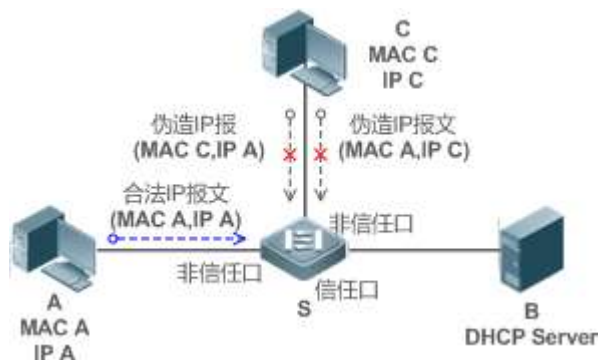 C
MAC C
IP C
伪造IP报
(MAC C,IP A)
伪造IP报文
(MAC A,IP C)
合法IP报文
(MAC A,IP A)
非信任口
非信任口
信任口
S
A
MAC A
IP A
B
DHCP Server